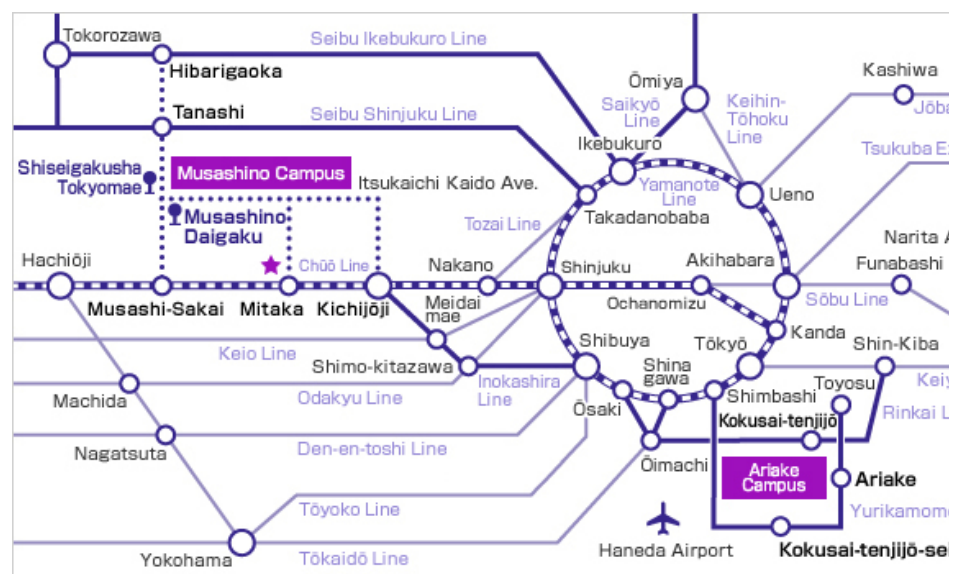 Tokorozawa
Seibu Ikebukuro Line
Hibarigaoka
Ōmiya
Kashiwa
Saikyō
Line
Keihin-
Tōhoku
Line
Jōba
Tanashi
Seibu Shinjuku Line
Ikebukuro
Tsukuba E
Shiseigakusha
Tokyomae
Musashino Campus
Itsukaichi Kaido Ave.
Yamanote
Line
Ueno
Musashino
Daigaku
Tozai Line
Takadanobaba
Narita A
Hachiōji
Chūō Line
Nakano
Shinjuku
Akihabara
Funabashi
Musashi-Sakai
Mitaka
Kichijōji
Meidai
mae
Ochanomizu
Sōbu Line
Kanda
Keio Line
Shimo-kitazawa
Shibuya
Tōkyō
Shin-Kiba
Shina
gawa
Inokashira
Line
Toyosu
Keiy
Machida
Odakyu Line
Ōsaki
Shimbashi
Rinkai L
Kokusai-tenjijō
Nagatsuta
Den-en-toshi Line
Ōimachi
Ariake
Campus
Ariake
Tōyoko Line
Yurikamom
Yokohama
Tōkaidō Line
Haneda Airport
Kokusai-tenjijō-sei